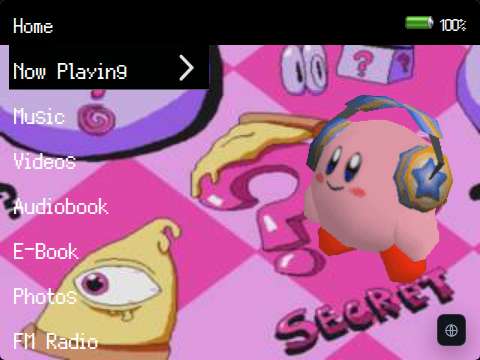 Home
100%
Now Playing
Music
Videos
Audiobook
E-Book
Photos
FM Radio
SECRET